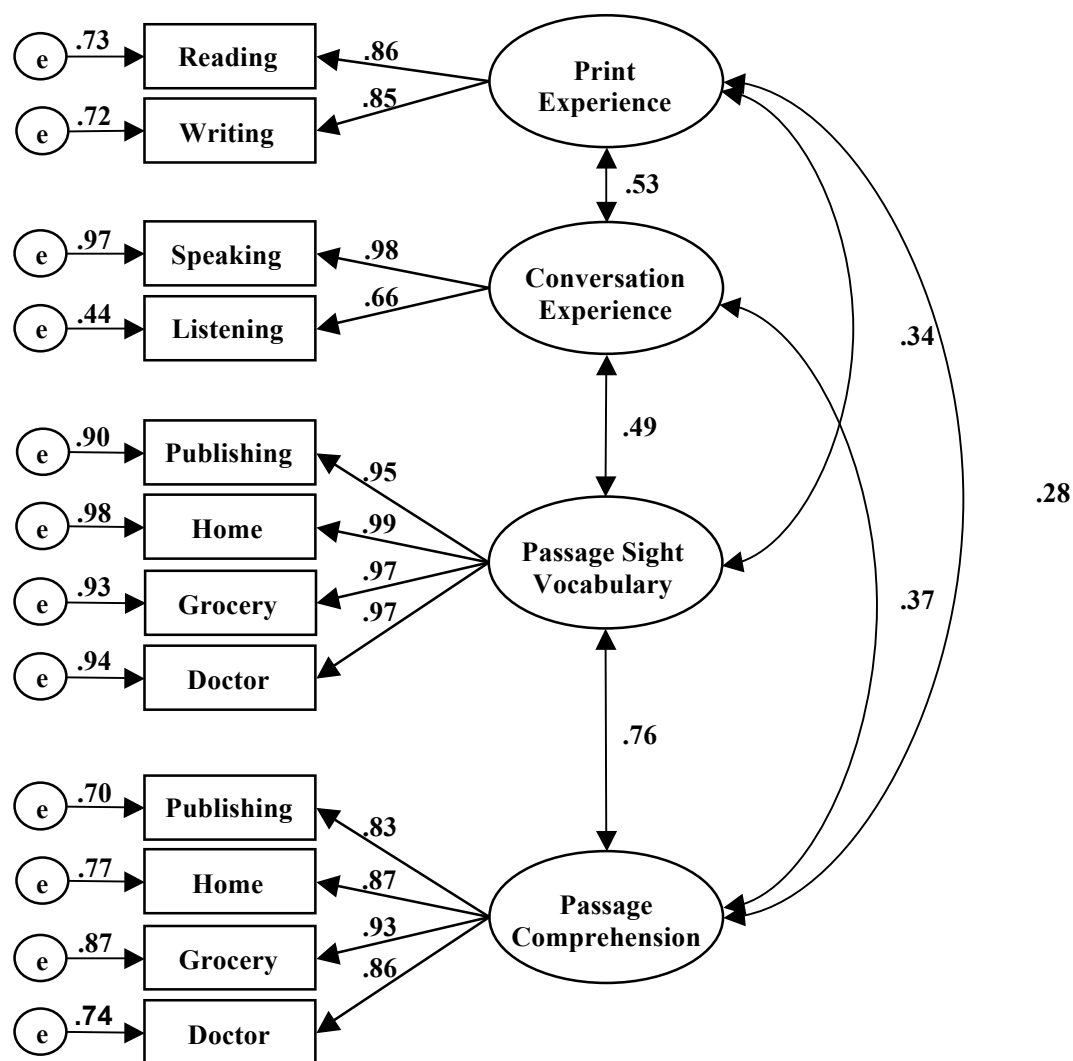 .73
e
Reading
.86
Print
Experience
.72
e
Writing
.85
.53
.97
e
Speaking
.98
Conversation
Experience
.44
e
Listening
.66
.34
.49
.90
e
Publishing
.95
.98
e
Home
.99
Passage Sight
Vocabulary
.28
.93
e
Grocery
.97
.37
.94
e
Doctor
.97
.76
.70
e
Publishing
.83
.77
e
Home
.87
Passage
Comprehension
.87
e
Grocery
.93
.74
e
Doctor
.86